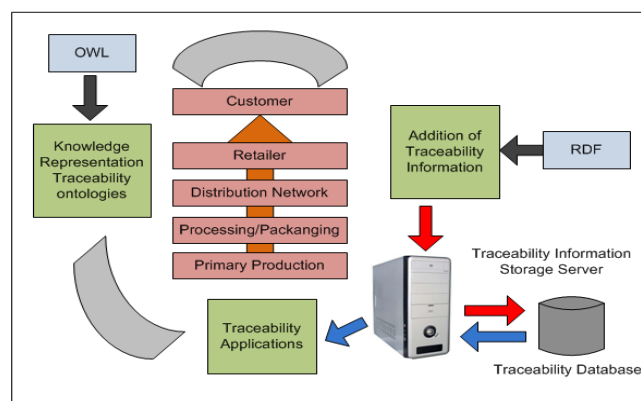 OWL
Knowledge
Representation
Traceability
ontologies
Customer
Retailer
Distribution Network
Processing/Packanging
Primary Production
Addition of
Traceability
Information
RDF
Traceability Information
Storage Server
Traceability
Applications
Traceability Database